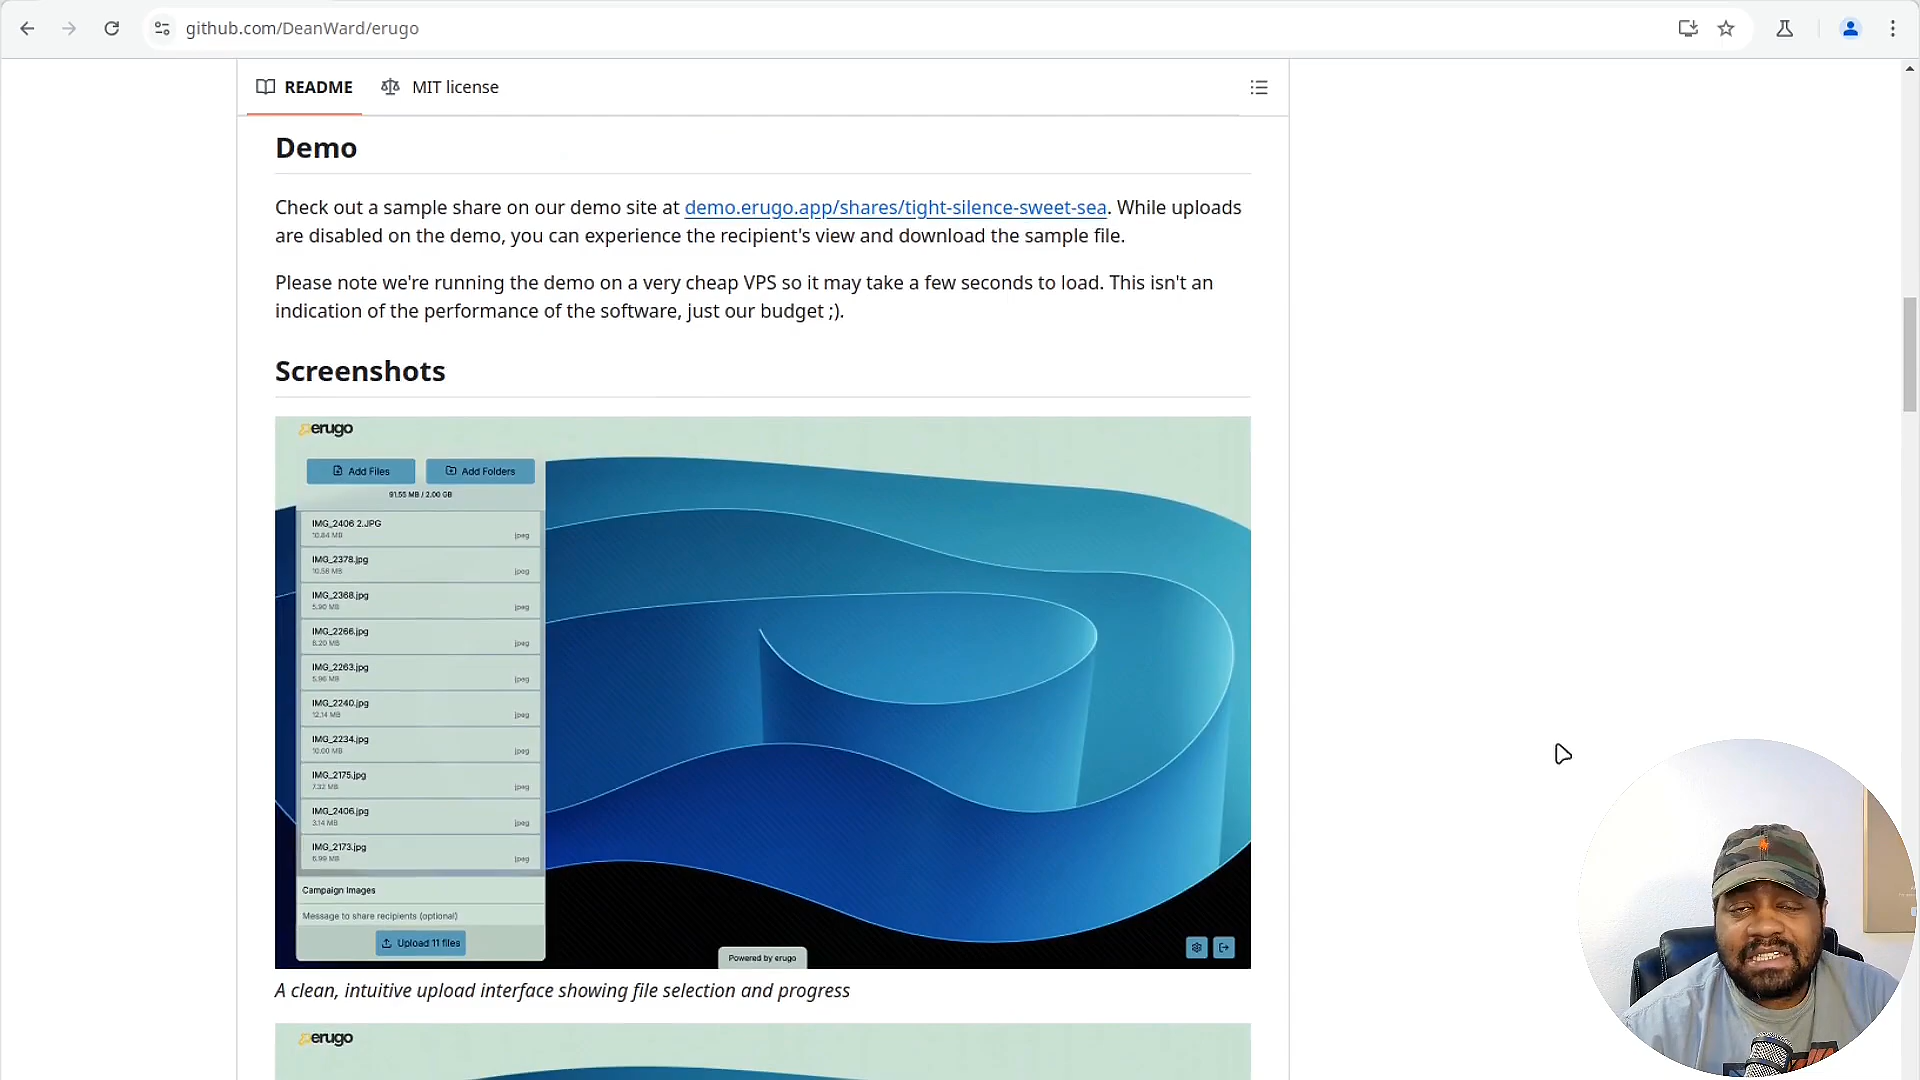 github.com/DeanWard/erugo
README
MIT license
Demo
Check out a sample share on our demo site at demo.erugo.app/shares/tight-silence-sweet-sea. While uploads
are disabled on the demo, you can experience the recipient's view and download the sample file.
Please note we're running the demo on a very cheap VPS so it may take a few seconds to load. This isn't an
indication of the performance of the software, just our budget ;).
Screenshots
erugo
Add Files
Add Folders
91.55 MB / 2.00 GB
IMG_2406 2.JPG
10.84 MB
jpeg
IMG_2378.jpg
10.58 MB
jpeg
IMG_2368.jpg
5.90 MB
jpeg
IMG_2266.jpg
8.20 MB
jpeg
IMG_2263.jpg
5.96 MB
jpeg
IMG_2240.jpg
12.14 MB
jpeg
IMG_2234.jpg
10.00 MB
jpeg
IMG_2175.jpg
7.32 MB
jpeg
IMG_2406.jpg
3.14 MB
jpeg
IMG_2173.jpg
6.99 MB
jpeg
Campaign Images
Message to share recipients (optional)
Upload 11 files
Powered by erugo
A clean, intuitive upload interface showing file selection and progress
erugo